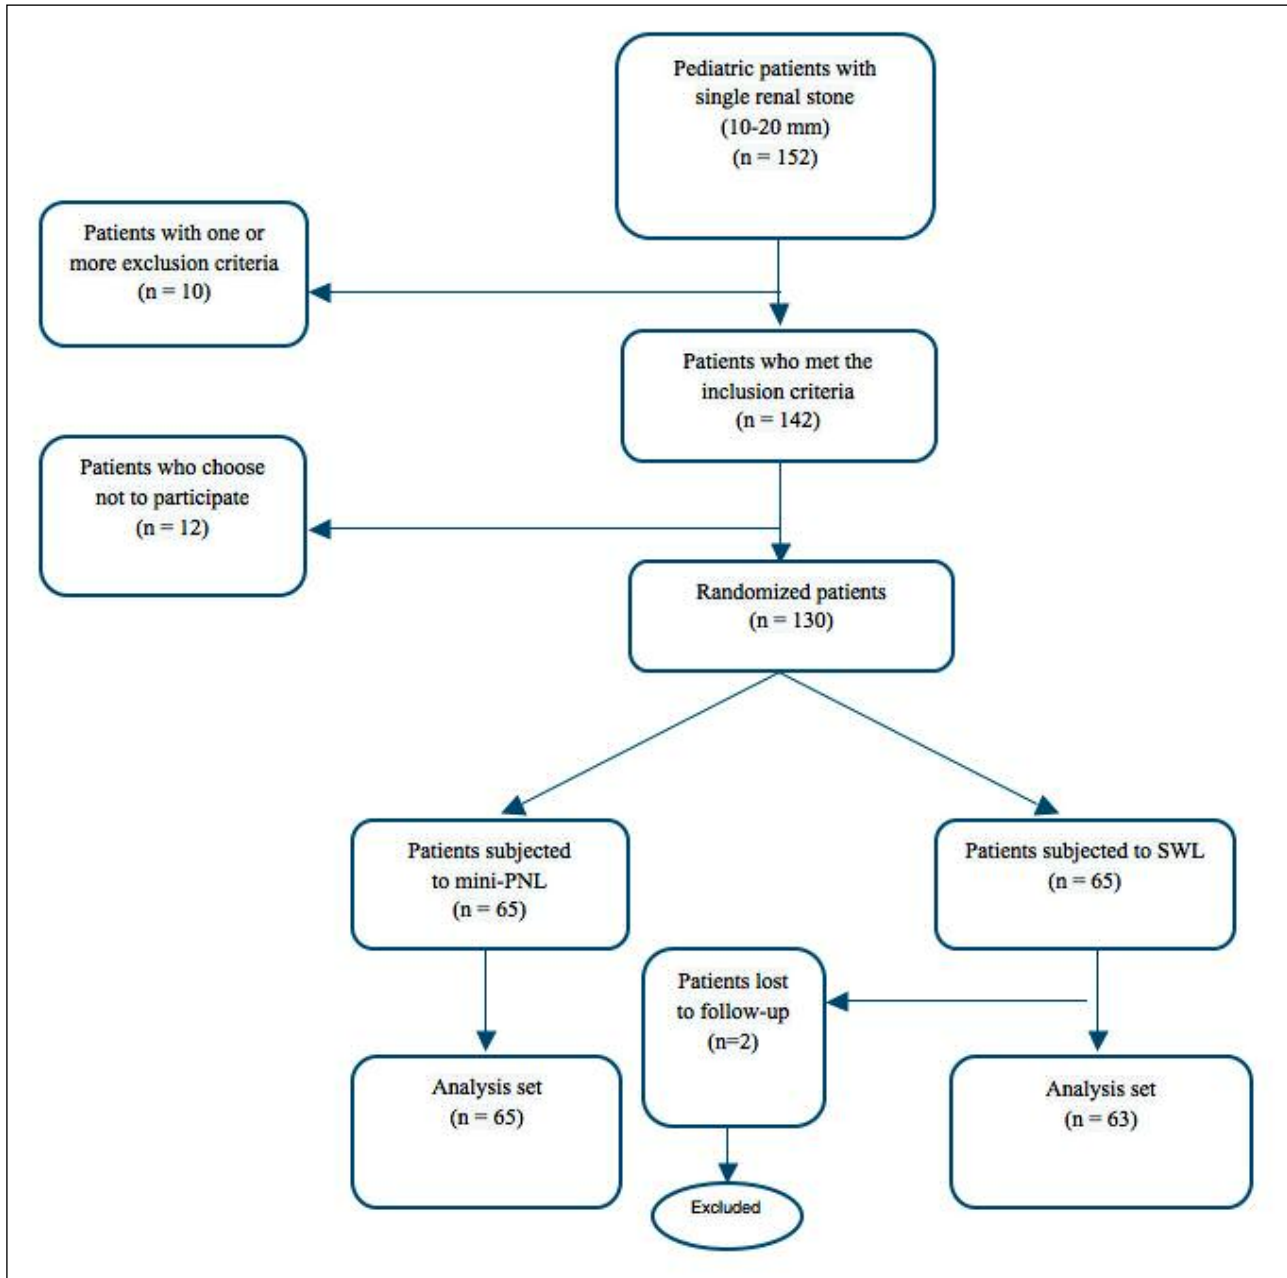 Pediatric patients with
single renal stone
(10-20 mm)
(n = 152)
Patients with one or
more exclusion criteria
(n = 10)
Patients who met the
inclusion criteria
(n = 142)
Patients who choose
not to participate
(n = 12)
Randomized patients
(n = 130)
Patients subjected
to mini-PNL
(n = 65)
Patients subjected to SWL
(n = 65)
Patients lost
to follow-up
(n=2)
Analysis set
(n = 65)
Analysis set
(n = 63)
Excluded